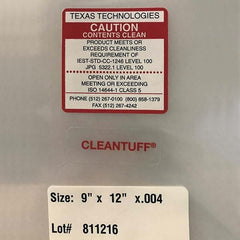 TEXAS TECHNOLOGIES
CAUTION
CONTENTS CLEAN
PRODUCT MEETS OR
EXCEEDS CLEANLINESS
REQUIREMENT OF
IEST-STD-CC-1246 LEVEL 100
JPG 5322.1 LEVEL 100
OPEN ONLY IN AREA
MEETING OR EXCEEDING
ISO 14644-1 CLASS 5
PHONE (512) 267-0100 (800) 858-1379
FAX (512) 267-4242
CLEANTUFF®
Size: 9" x 12" x.004
Lot# 811216